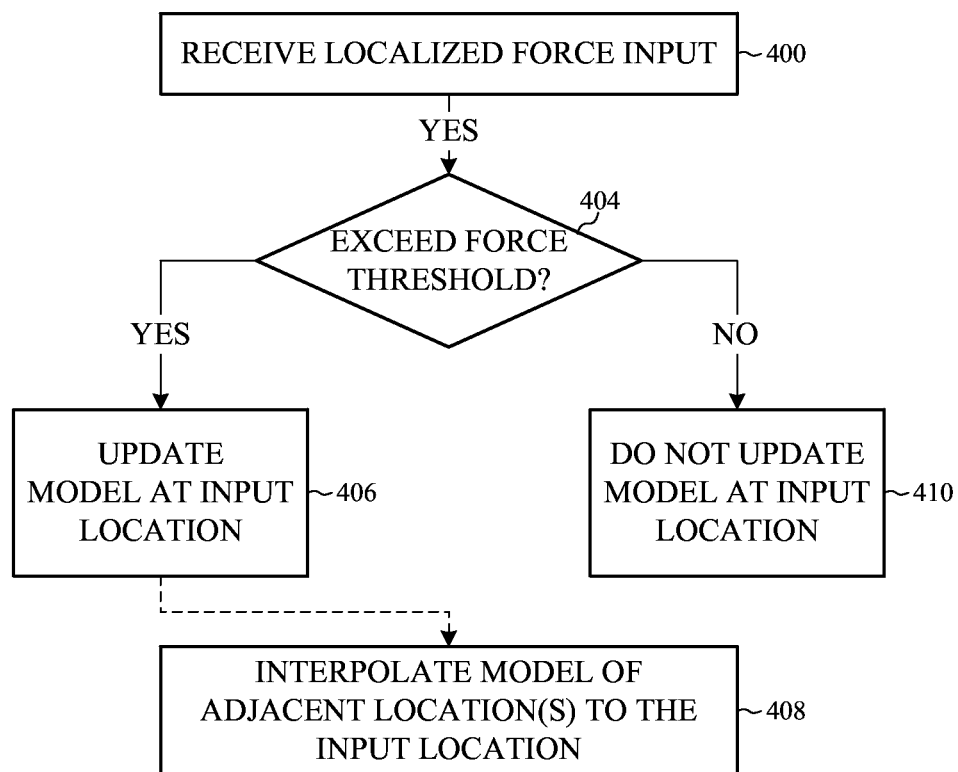 RECEIVE LOCALIZED FORCE INPUT
400
YES
404
EXCEED FORCE
THRESHOLD?
YES
NO
UPDATE
MODEL AT INPUT
LOCATION
406
DO NOT UPDATE
MODEL AT INPUT
LOCATION
410
INTERPOLATE MODEL OF
ADJACENT LOCATION(S) TO THE
INPUT LOCATION
408